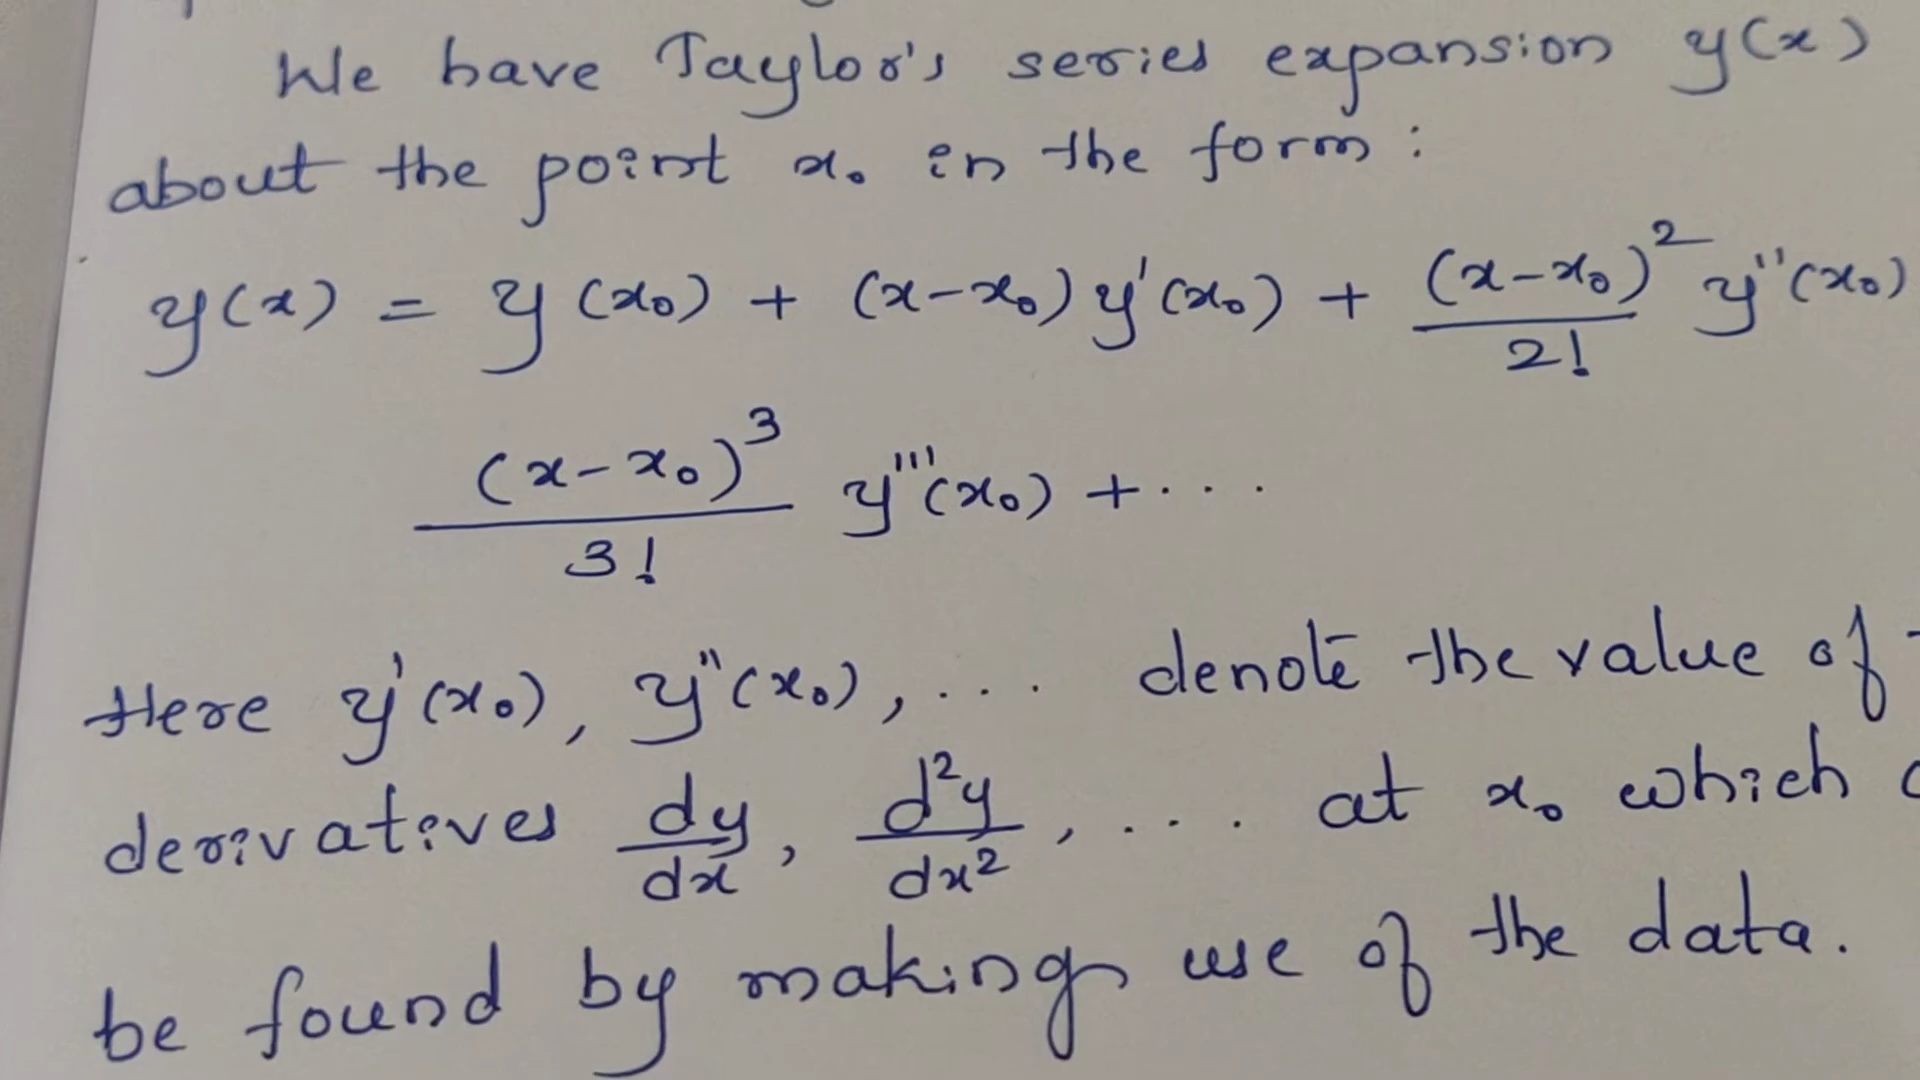 We have Taylor's series expansion y(x)
about the point x₀ in the form :
y(x) = y(x₀) + (x-x₀) y'(x₀) + (x-x₀)²/2! y''(x₀)
(x-x₀)³/3! y'''(x₀) + ....
Here y'(x₀), y''(x₀), ... denote the value of
derivatives dy/dx, d²y/dx², .... at x₀ which
be found by making use of the data.